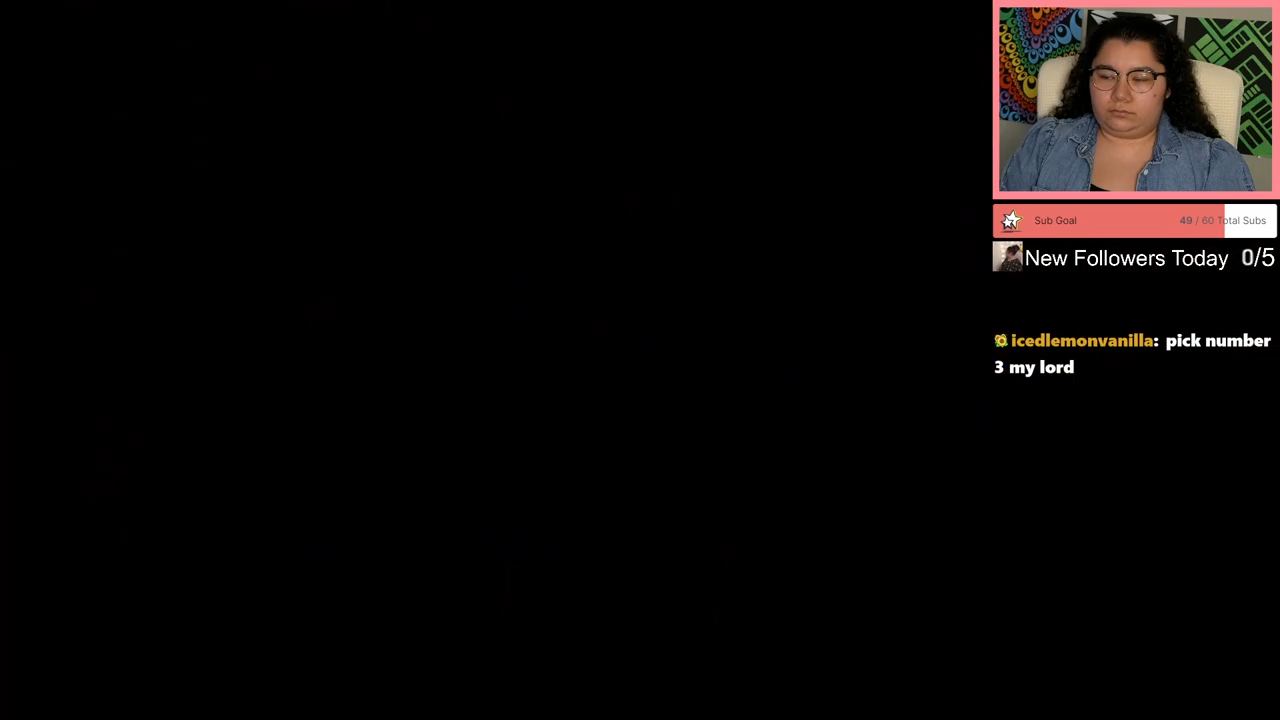 Sub Goal 49 / 60 Total Subs
New Followers Today 0/5
icedlemonvanilla: pick number
3 my lord